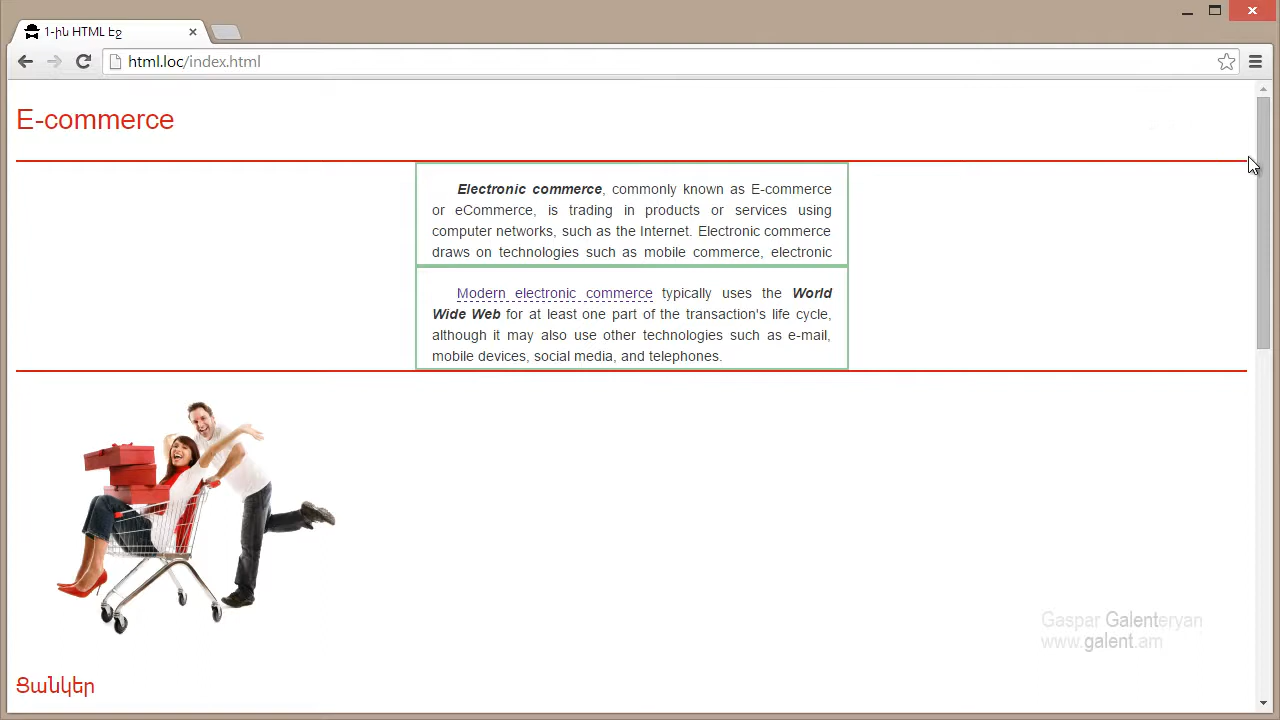 1-ին HTML էջ
html.loc/index.html
E-commerce
Electronic commerce, commonly known as E-commerce
or eCommerce, is trading in products or services using
computer networks, such as the Internet. Electronic commerce
draws on technologies such as mobile commerce, electronic
Modern electronic commerce typically uses the World
Wide Web for at least one part of the transaction's life cycle,
although it may also use other technologies such as e-mail,
mobile devices, social media, and telephones.
Gaspar Galenteryan
www.galent.am
Ցանկեր